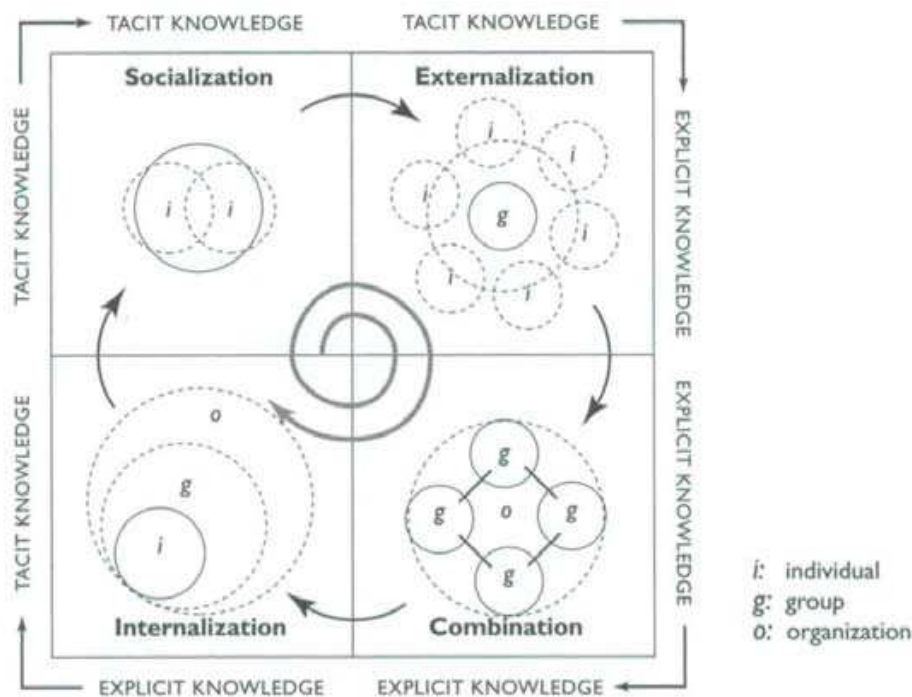 TACIT KNOWLEDGE
TACIT KNOWLEDGE
TACIT KNOWLEDGE
EXPLICIT KNOWLEDGE
Socialization
Externalization
i
i
i
i
i
g
i
i
i
TACIT KNOWLEDGE
EXPLICIT KNOWLEDGE
o
g
i
g
g
o
g
g
Internalization
Combination
i: individual
g: group
o: organization
EXPLICIT KNOWLEDGE
EXPLICIT KNOWLEDGE